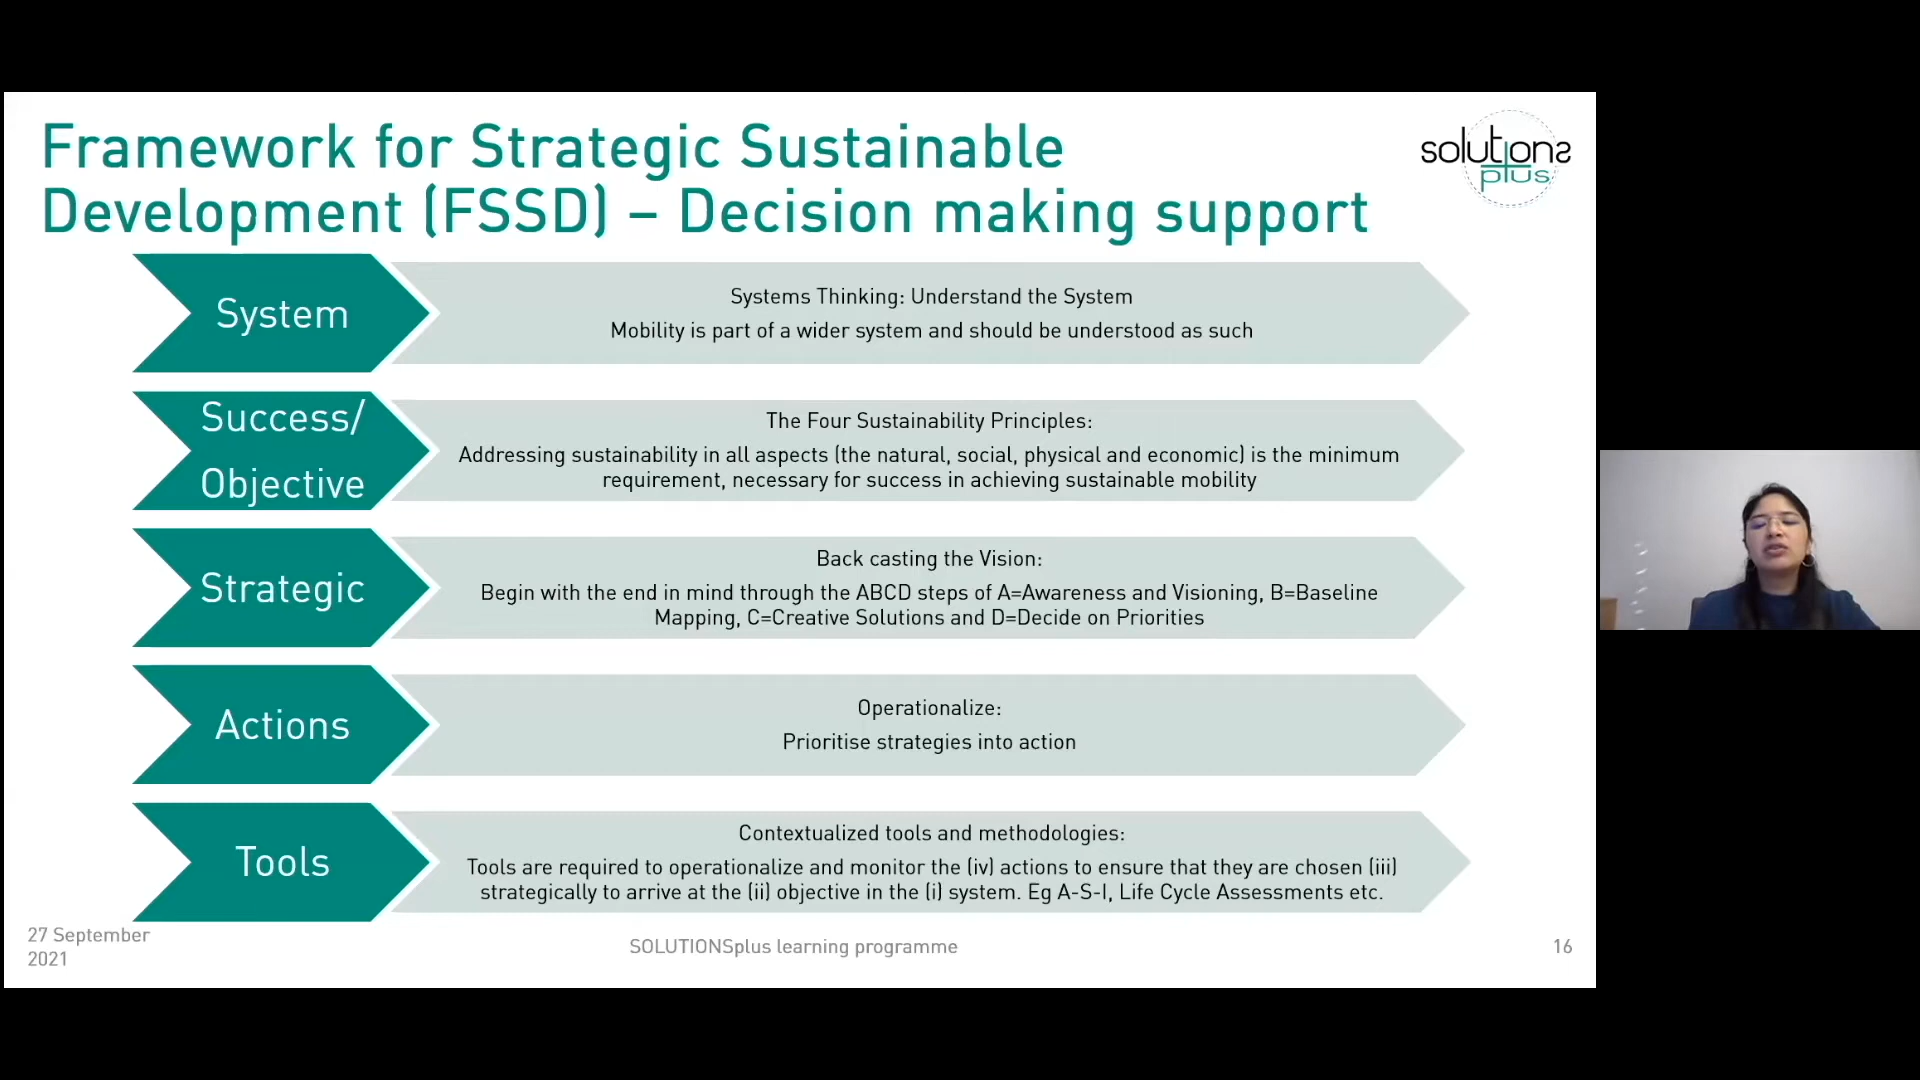 Framework for Strategic Sustainable
Development (FSSD) – Decision making support
solutions
plus
System
Systems Thinking: Understand the System
Mobility is part of a wider system and should be understood as such
Success/
Objective
The Four Sustainability Principles:
Addressing sustainability in all aspects (the natural, social, physical and economic) is the minimum
requirement, necessary for success in achieving sustainable mobility
Strategic
Back casting the Vision:
Begin with the end in mind through the ABCD steps of A=Awareness and Visioning, B=Baseline
Mapping, C=Creative Solutions and D=Decide on Priorities
Actions
Operationalize:
Prioritise strategies into action
Tools
Contextualized tools and methodologies:
Tools are required to operationalize and monitor the (iv) actions to ensure that they are chosen (iii)
strategically to arrive at the (ii) objective in the (i) system. Eg A-S-I, Life Cycle Assessments etc.
27 September
2021
SOLUTIONSplus learning programme
16